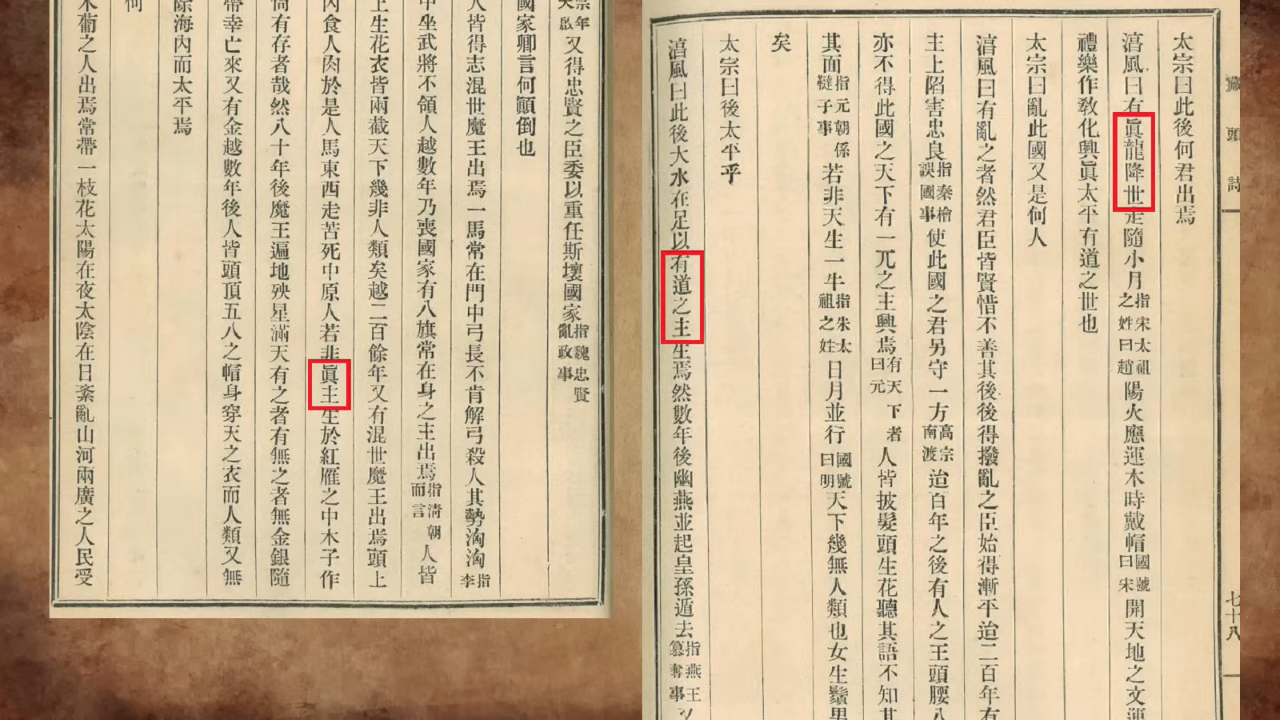 藏頭詩 七十八
太宗曰此後何君出焉
湻風曰有眞龍降世走隨小月指宋太祖之姓曰趙陽火應運木時戴帽國號曰宋開天地之文運
禮樂作敎化興眞太平有道之世也
太宗曰亂此國又是何人
湻風曰有亂之者然君臣皆賢惜不善其後後得撥亂之臣始得漸平治二百年有
主上陷害忠良指秦檜誤國事使此國之君另守一方高宗南渡迨百年之後有人之王頭腰八
亦不得此國之天下有一兀之主興焉有天下者曰元人皆披髮頭生花聽其語不知其
其面指元朝係韃子事若非天生一牛指朱太祖之姓日月並行國號曰明天下幾無人類也女生鬚男
矣
太宗曰後太平乎
湻風曰此後大水在足以有道之主生焉然數年後幽燕並起皇孫遁去指燕王篡奪事又
宗年天啟又得忠賢之臣委以重任斯壞國家指魏忠賢亂政事
國家卿言何顚倒也
人皆得志混世魔王出焉一馬常在門中弓長不肯解弓殺人其勢洶洶指李
中坐武將不領人越數年乃喪國家有八旗常在身之主出焉指淸朝而言人皆
上生花衣皆兩截天下幾非人類矣越二百餘年又有混世魔王出焉頭上
內食人肉於是人馬東西走苦死中原人若非眞主生於紅雁之中木子作
尙有存者哉然八十年後魔王遍地殃星滿天有之者有無之者無金銀隨
帶幸亡來又有金越數年後人皆頭頂五八之帽身穿天之衣而人類又無
除海內而太平焉
何
木葡之人出焉常帶一枝花太陽在夜太陰在日紊亂山河兩廣之人民受